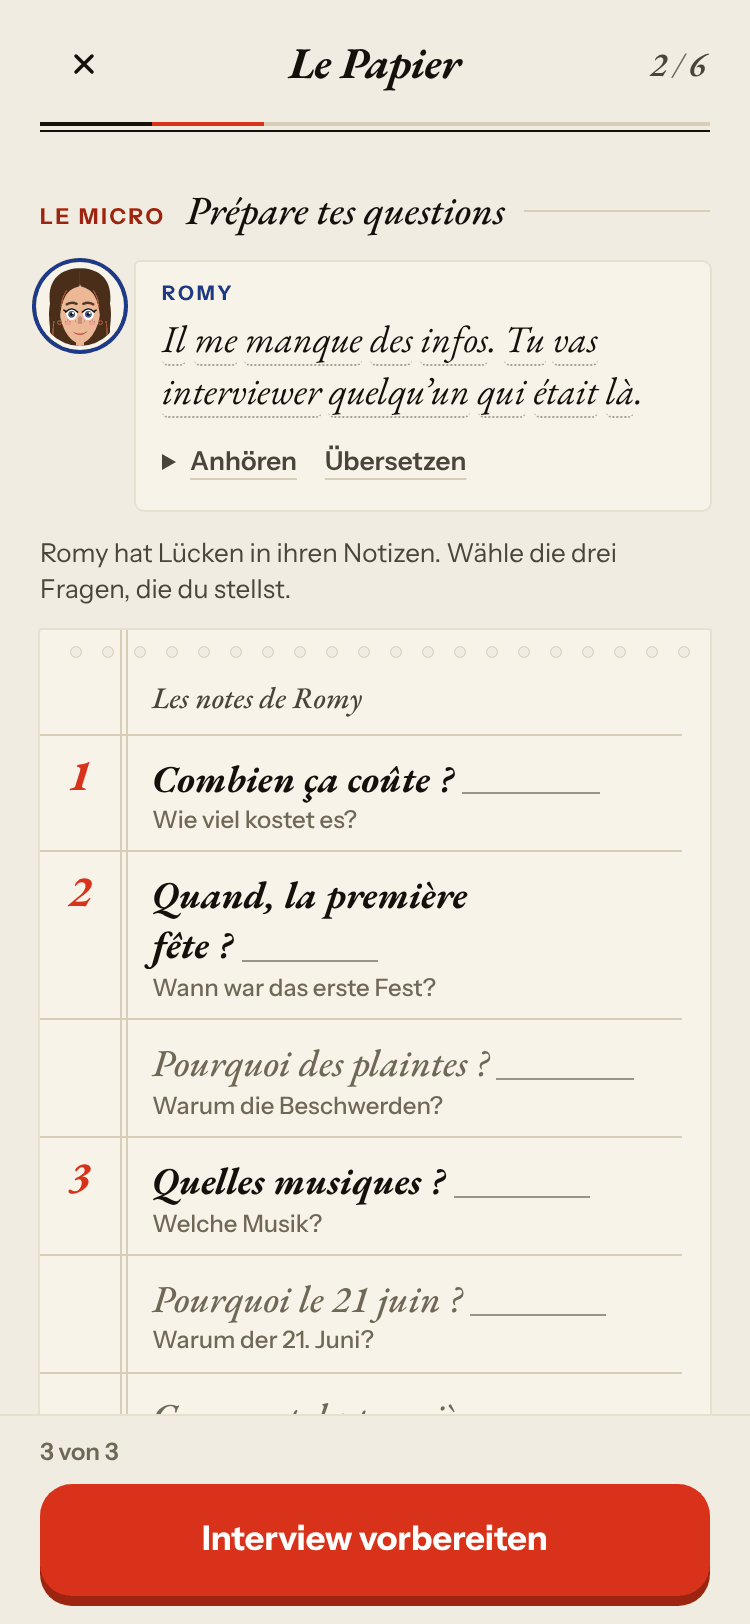 Le Papier
2 / 6
LE MICRO Prépare tes questions
ROMY
Il me manque des infos. Tu vas
interviewer quelqu’un qui était là.
Anhören Übersetzen
Romy hat Lücken in ihren Notizen. Wähle die drei
Fragen, die du stellst.
Les notes de Romy
1 Combien ça coûte ?
Wie viel kostet es?
2 Quand, la première
fête ?
Wann war das erste Fest?
Pourquoi des plaintes ?
Warum die Beschwerden?
3 Quelles musiques ?
Welche Musik?
Pourquoi le 21 juin ?
Warum der 21. Juni?
3 von 3
Interview vorbereiten